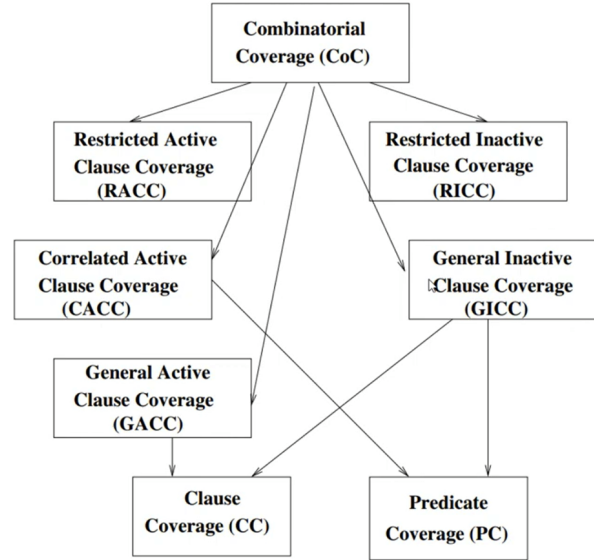 Combinatorial
Coverage (CoC)
Restricted Active
Clause Coverage
(RACC)
Restricted Inactive
Clause Coverage
(RICC)
Correlated Active
Clause Coverage
(CACC)
General Inactive
Clause Coverage
(GICC)
General Active
Clause Coverage
(GACC)
Clause
Coverage (CC)
Predicate
Coverage (PC)